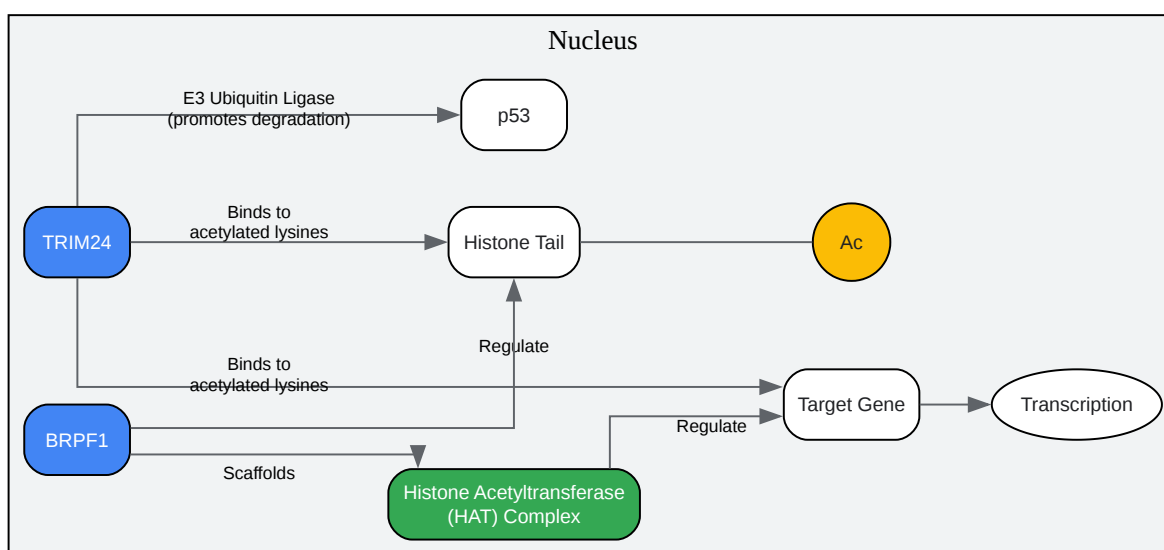 Nucleus
E3 Ubiquitin Ligase
(promotes degradation)
p53
TRIM24
Binds to
acetylated lysines
Histone Tail
Ac
Regulate
Binds to
acetylated lysines
Target Gene
Transcription
BRPF1
Regulate
Scaffolds
Histone Acetyltransferase
(HAT) Complex